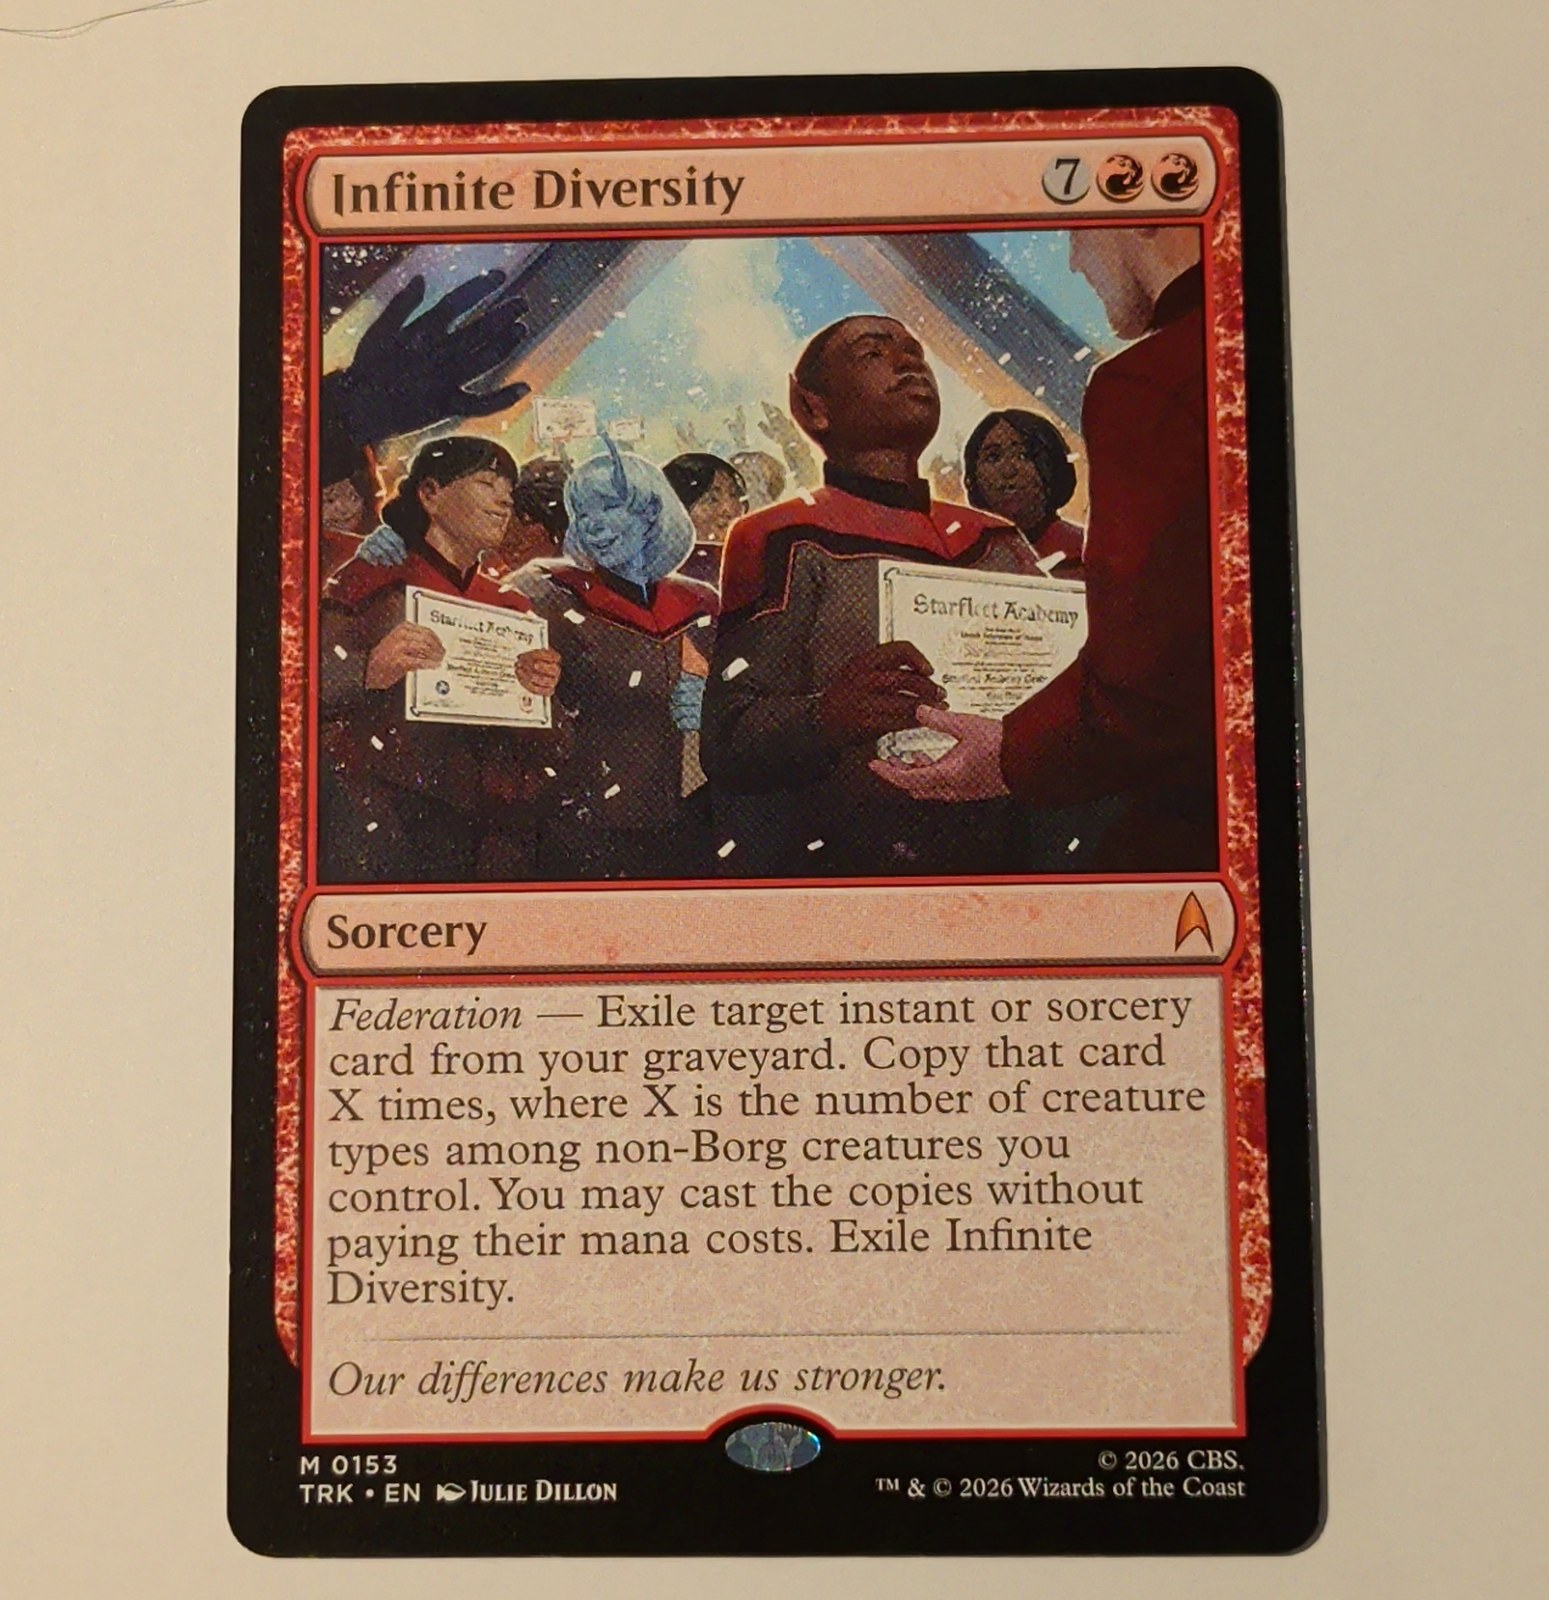 Infinite Diversity 7
Starfleet Academy
Starfleet Academy
Sorcery
Federation — Exile target instant or sorcery
card from your graveyard. Copy that card
X times, where X is the number of creature
types among non-Borg creatures you
control. You may cast the copies without
paying their mana costs. Exile Infinite
Diversity.
Our differences make us stronger.
M 0153
TRK • EN JULIE DILLON
© 2026 CBS.
™ & © 2026 Wizards of the Coast